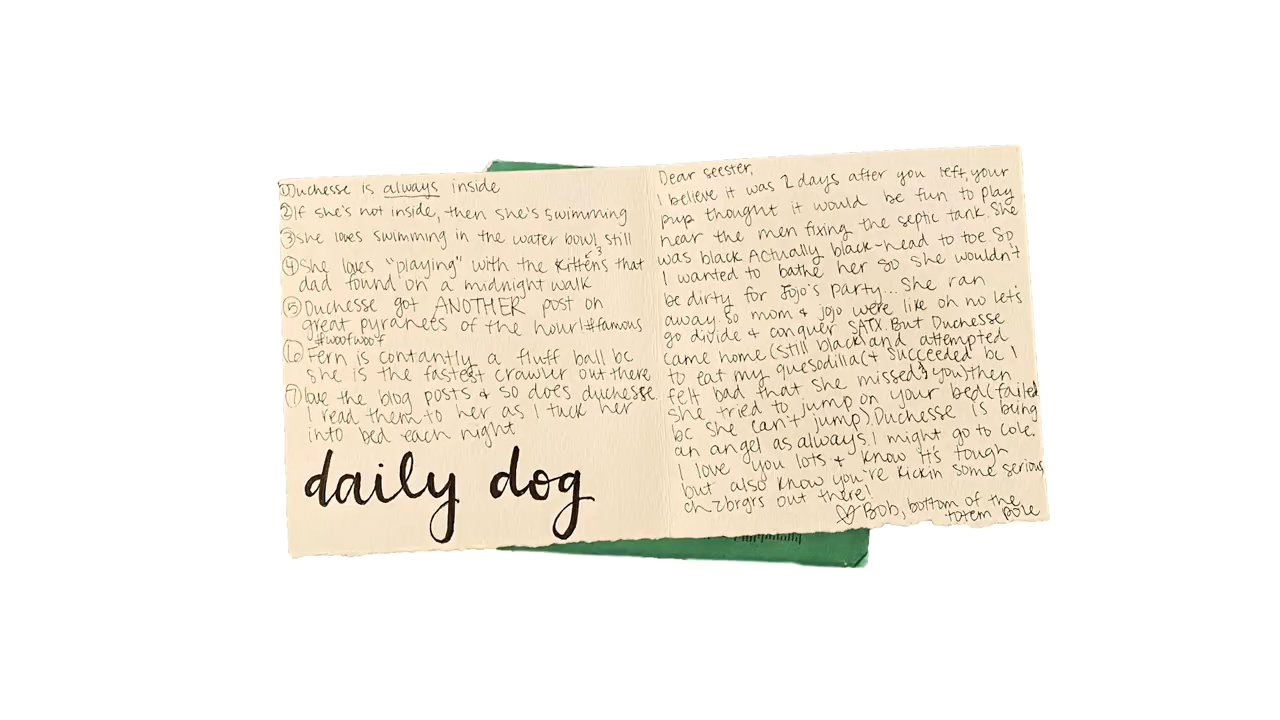 ①Duchesse is always inside
②If she's not inside, then she's swimming
③she loves swimming in the water bowl still
④She loves "playing" with the kittens that <3
dad found on a midnight walk
⑤Duchesse got ANOTHER post on
great pyranees of the hour! #famous
#woofwoof
⑥Fern is contantly a fluff ball bc
she is the fastest crawler out there
⑦love the blog posts & so does duchesse.
I read them to her as I tuck her
into bed each night
daily dog
Dear seester,
I believe it was 2 days after you left, your
pup thought it would be fun to play
near the men fixing the septic tank. She
was black. Actually black-head to toe. So
I wanted to bathe her so she wouldn't
be dirty for Jojo's party... She ran
away. So mom & jojo were like oh no let's
go divide & conquer SATX. But Duchesse
came home (still black) and attempted
to eat my quesodilla (& succeeded bc I
felt bad that she missed you) then
she tried to jump on your bed (failed
bc she can't jump). Duchesse is being
an angel as always. I might go to Cole.
I love you lots & know it's tough
but also know you're kickin some serious
chzbrgrs out there!
♡ Bob, bottom of the
totem pole